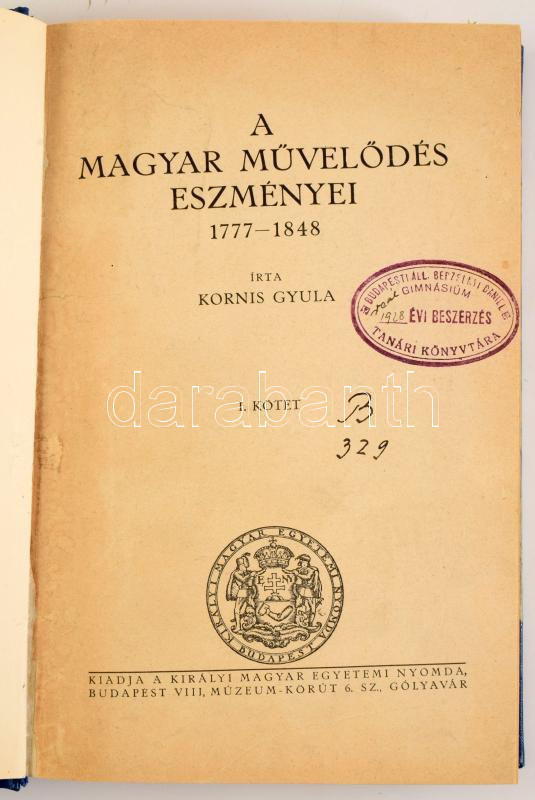 A
MAGYAR MŰVELŐDÉS
ESZMÉNYEI
1777—1848
ÍRTA
KORNIS GYULA
BUDAPESTI ÁLL. BERZSENYI DÁNIEL
GIMNÁSIUM
1928 ÉVI BESZERZÉS
TANÁRI KÖNYVTÁRA
darabanth
I. KÖTET
B
329
KIRÁLYI MAGYAR EGYETEMI NYOMDA
BUDAPEST
E NY
KIADJA A KIRÁLYI MAGYAR EGYETEMI NYOMDA,
BUDAPEST VIII, MÚZEUM-KÖRÚT 6. SZ., GÓLYAVÁR